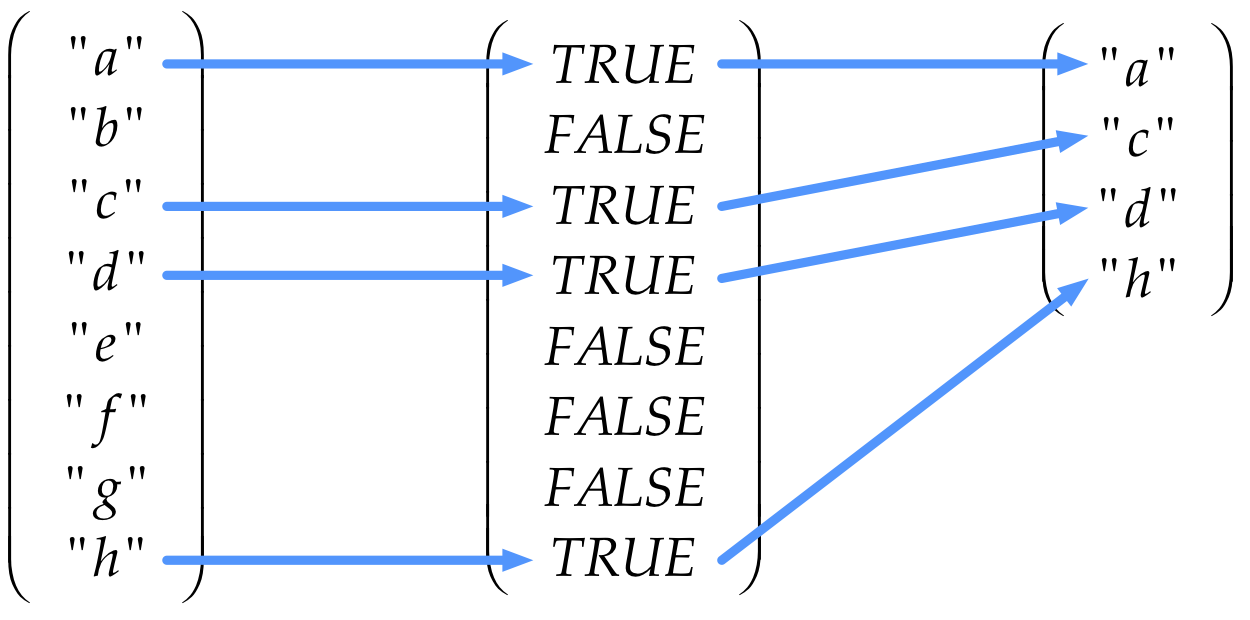 "a" TRUE "a"
"b" FALSE "c"
"c" TRUE "d"
"d" TRUE "h"
"e" FALSE
"f" FALSE
"g" FALSE
"h" TRUE